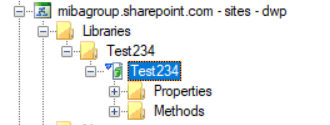 mibagroup.sharepoint.com - sites - dwp
Libraries
Test234
Test234
Properties
Methods